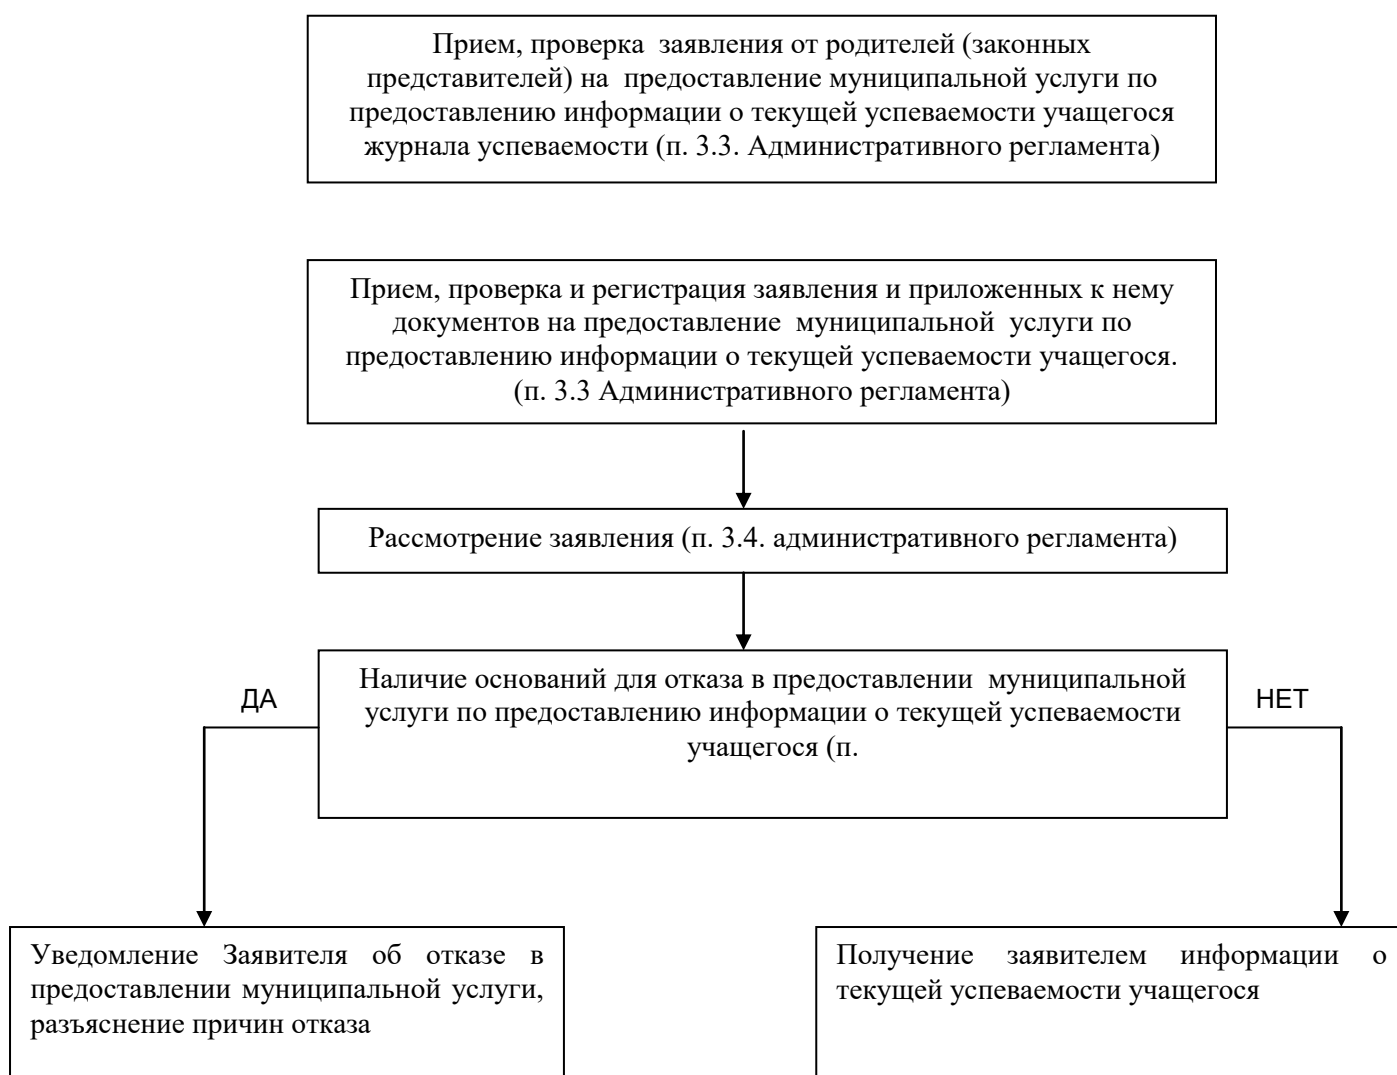 Прием, проверка  заявления от родителей (законных
представителей) на  предоставление муниципальной услуги по
предоставлению информации о текущей успеваемости учащегося
журнала успеваемости (п. 3.3. Административного регламента)
Прием, проверка и регистрация заявления и приложенных к нему
документов на предоставление  муниципальной  услуги по
предоставлению информации о текущей успеваемости учащегося.
(п. 3.3 Административного регламента)
Рассмотрение заявления (п. 3.4. административного регламента)
Наличие оснований для отказа в предоставлении  муниципальной
услуги по предоставлению информации о текущей успеваемости
учащегося (п.
ДА
НЕТ
Уведомление Заявителя об отказе в
предоставлении муниципальной услуги,
разъяснение причин отказа
Получение заявителем информации о
текущей успеваемости учащегося